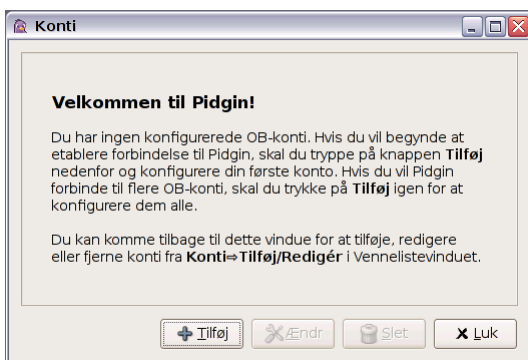 Konti
Velkommen til Pidgin!
Du har ingen konfigurerede OB-konti. Hvis du vil begynde at
etablere forbindelse til Pidgin, skal du tryppe på knappen Tilføj
nedenfor og konfigurere din første konto. Hvis du vil Pidgin
forbinde til flere OB-konti, skal du trykke på Tilføj igen for at
konfigurere dem alle.
Du kan komme tilbage til dette vindue for at tilføje, redigere
eller fjerne konti fra Konti⇨Tilføj/Redigér i Vennelistevinduet.
Tilføj Ændr Slet Luk